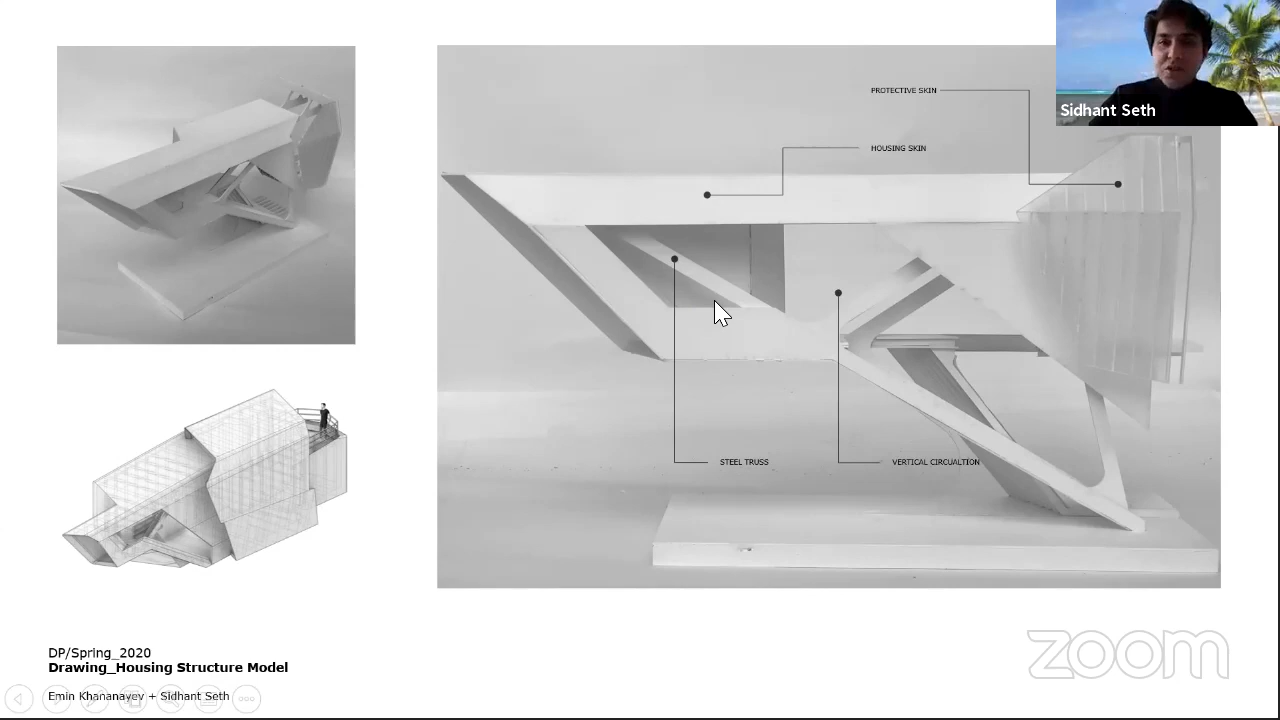 PROTECTIVE SKIN
HOUSING SKIN
Sidhant Seth
STEEL TRUSS
VERTICAL CIRCUALTION
DP/Spring_2020
Drawing_Housing Structure Model
Emin Khananayev + Sidhant Seth
zoom